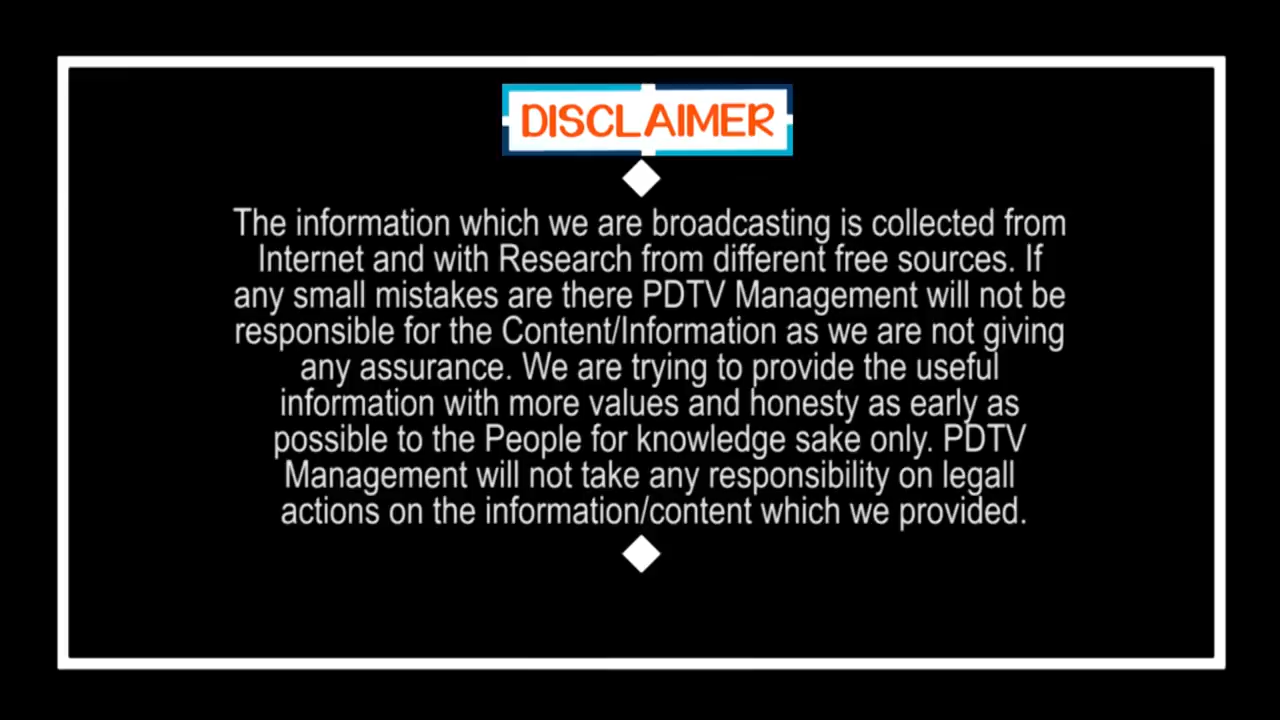 DISCLAIMER
The information which we are broadcasting is collected from
Internet and with Research from different free sources. If
any small mistakes are there PDTV Management will not be
responsible for the Content/Information as we are not giving
any assurance. We are trying to provide the useful
information with more values and honesty as early as
possible to the People for knowledge sake only. PDTV
Management will not take any responsibility on legall
actions on the information/content which we provided.